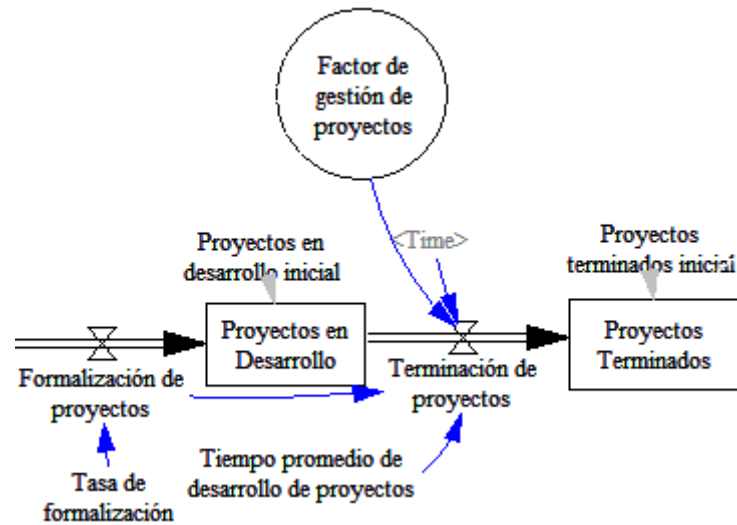 Factor de
gestión de
proyectos
<Time>
Proyectos en
desarrollo inicial
Proyectos
terminados inicial
Proyectos en
Desarrollo
Proyectos
Terminados
Formalización de
proyectos
Terminación de
proyectos
Tiempo promedio de
desarrollo de proyectos
Tasa de
formalización